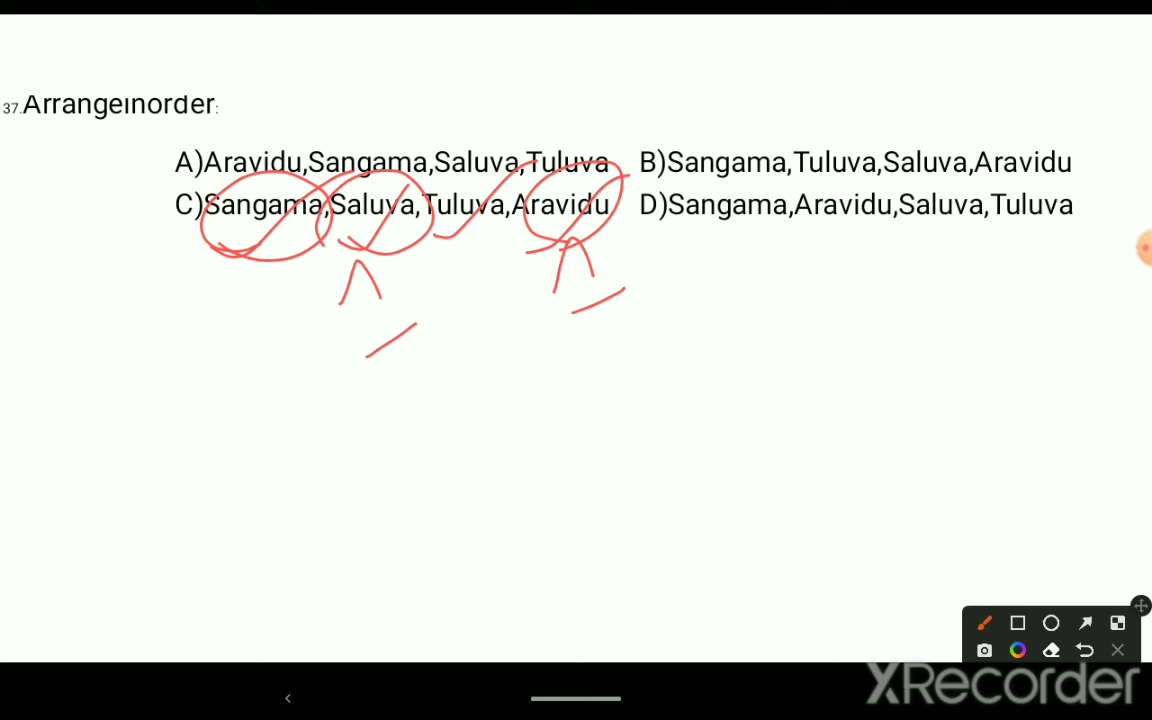 37.Arrangeinorder:
A)Aravidu,Sangama,Saluva,Tuluva B)Sangama,Tuluva,Saluva,Aravidu
C)Sangama,Saluva,Tuluva,Aravidu D)Sangama,Aravidu,Saluva,Tuluva
XRecorder